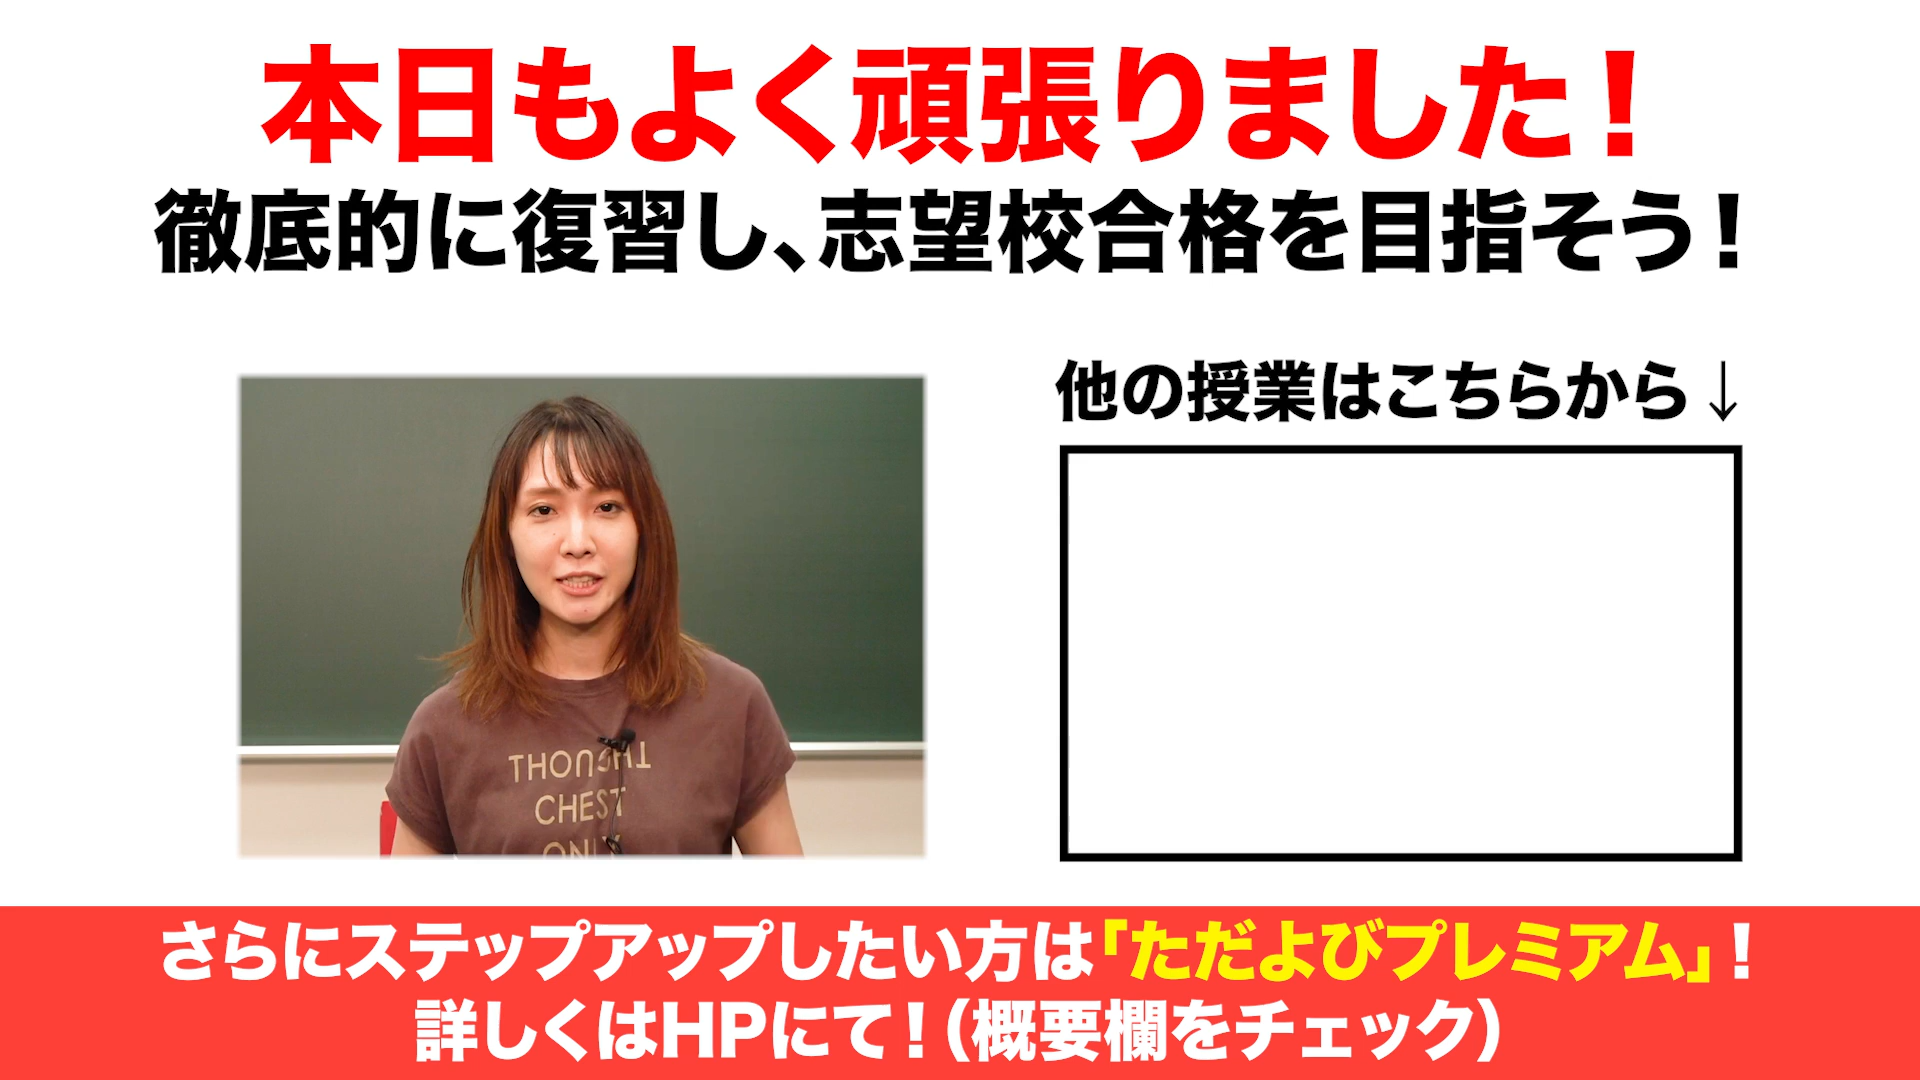 本日もよく頑張りました！
徹底的に復習し、志望校合格を目指そう！
他の授業はこちらから↓
THOUGHT
CHEST
ONLY
さらにステップアップしたい方は「ただよびプレミアム」！
詳しくはHPにて！（概要欄をチェック）